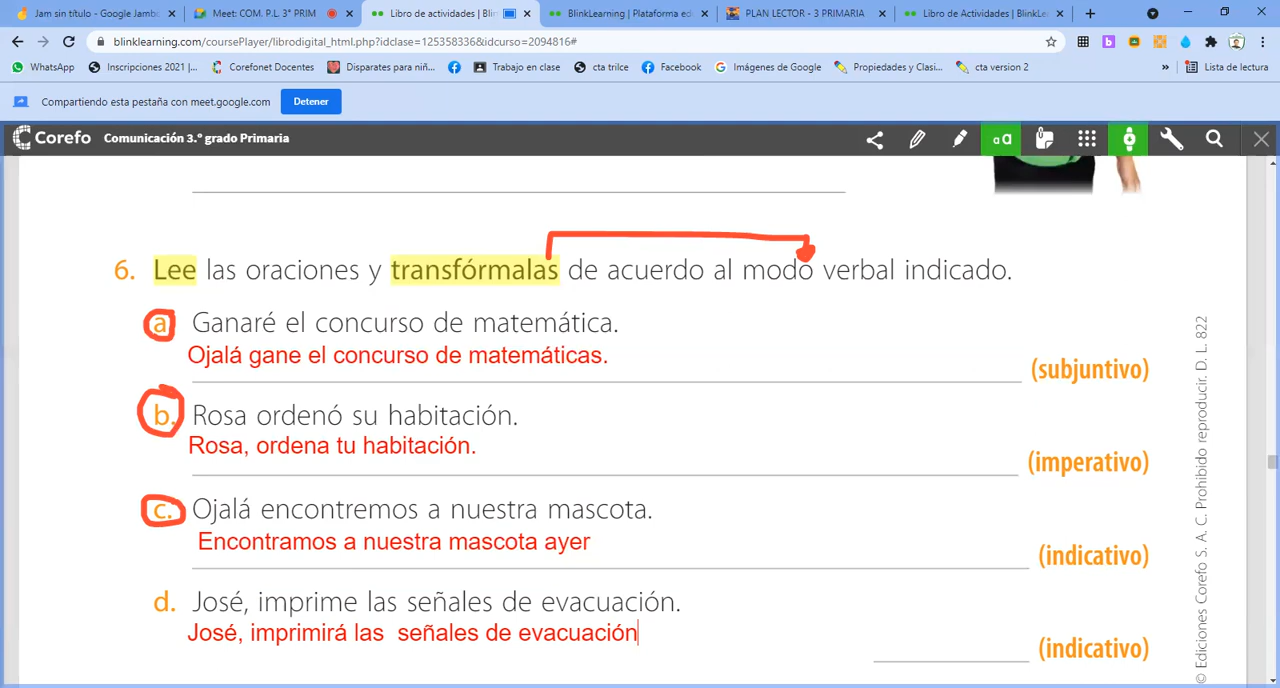 Jam sin título - Google Jambo
Meet: COM. P.L. 3° PRIM
Libro de actividades | Blin
BlinkLearning | Plataforma ed
PLAN LECTOR - 3 PRIMARIA
Libro de Actividades | BlinkLe
blinklearning.com/coursePlayer/librodigital_html.php?idclase=125358336&idcurso=2094816#
WhatsApp Inscripciones 2021 |... Corefonet Docentes Disparates para niñ... Trabajo en clase cta trilce Facebook Imágenes de Google Propiedades y Clasi... cta version 2 » Lista de lectura
Compartiendo esta pestaña con meet.google.com Detener
Corefo Comunicación 3.º grado Primaria
6. Lee las oraciones y transfórmalas de acuerdo al modo verbal indicado.
a Ganaré el concurso de matemática.
Ojalá gane el concurso de matemáticas.
(subjuntivo)
b. Rosa ordenó su habitación.
Rosa, ordena tu habitación.
(imperativo)
c. Ojalá encontremos a nuestra mascota.
Encontramos a nuestra mascota ayer
(indicativo)
d. José, imprime las señales de evacuación.
José, imprimirá las  señales de evacuación
(indicativo)
© Ediciones Corefo S. A. C. Prohibido reproducir. D. L. 822